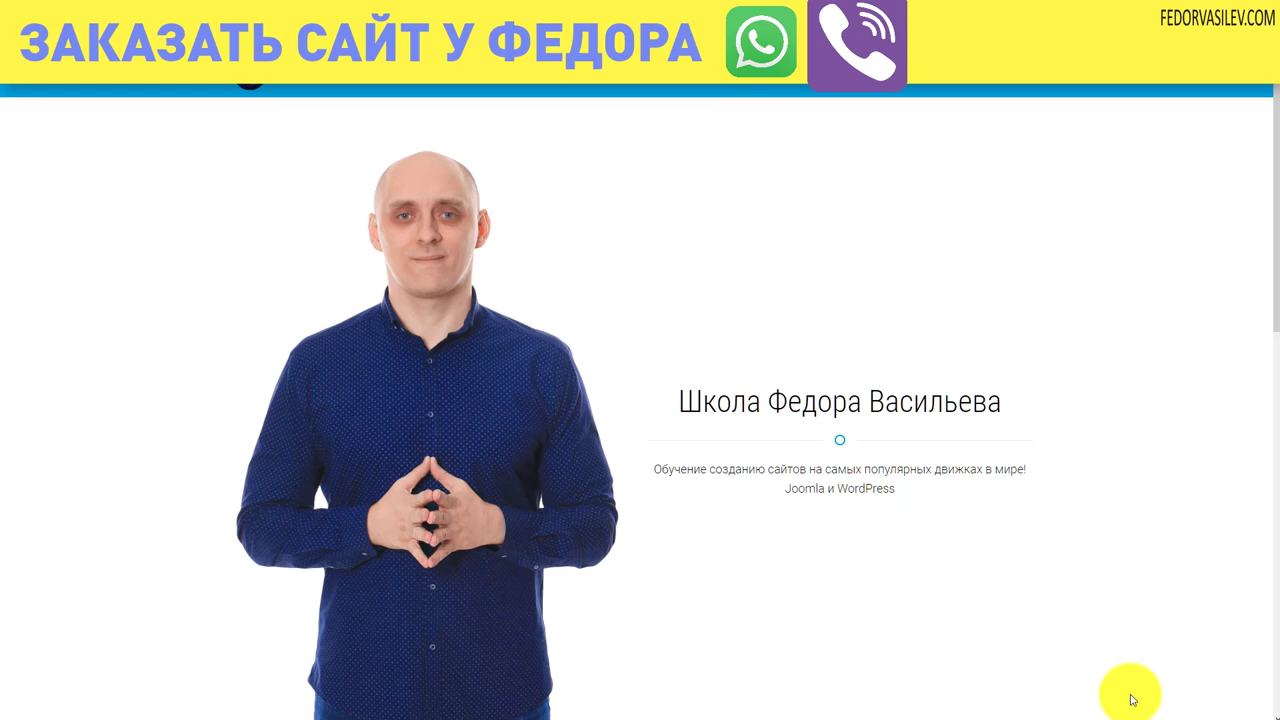 ЗАКАЗАТЬ САЙТ У ФЕДОРА
FEDORVASILEV.COM
Школа Федора Васильева
Обучение созданию сайтов на самых популярных движках в мире!
Joomla и WordPress